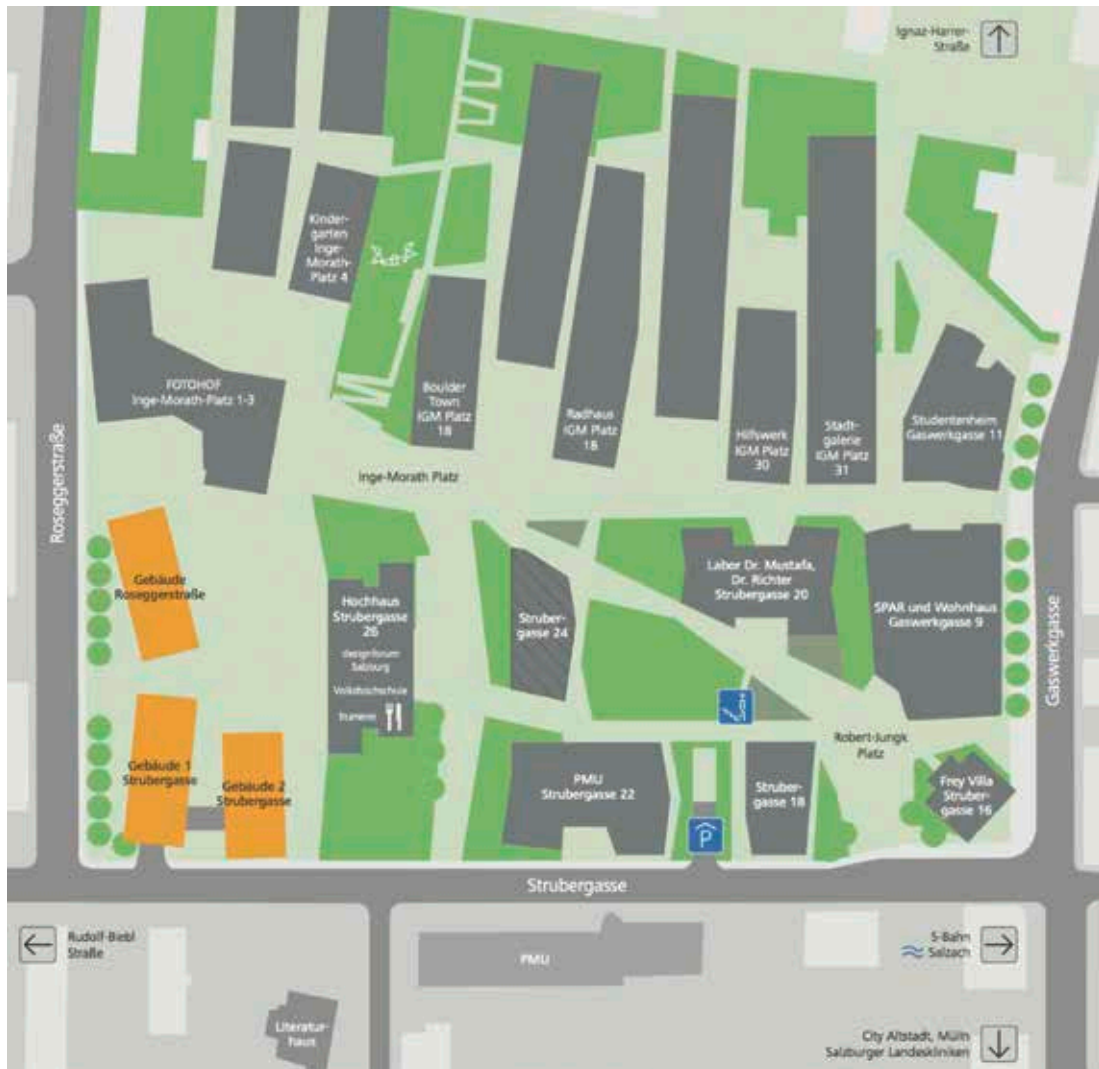 Ignaz-Harrer-
Straße
Kinder-
garten
Inge-
Morath-
Platz 4
FOTOHOF
Inge-Morath-Platz 1-3
Boulder
Town
IGM Platz
18
Radhaus
IGM Platz
18
Hilfswerk
IGM Platz
30
Stadt-
galerie
IGM Platz
31
Studentenheim
Gaswerkgasse 11
Roseggerstraße
Inge-Morath Platz
Gebäude
Roseggerstraße
Hochhaus
Strubergasse
26
designforum
Salzburg
Volkshochschule
Struber-
gasse 24
Labor Dr. Mustafa,
Dr. Richter
Strubergasse 20
SPAR und Wohnhaus
Gaswerkgasse 9
Gaswerkgasse
Robert-Jungk
Platz
Gebäude 1
Strubergasse
Gebäude 2
Strubergasse
PMU
Strubergasse 22
Struber-
gasse 18
Frey Villa
Struber-
gasse 16
P
Strubergasse
Rudolf-Biebl
Straße
PMU
S-Bahn
Salzach
Literatur-
haus
City Altstadt, Mülln
Salzburger Landeskliniken